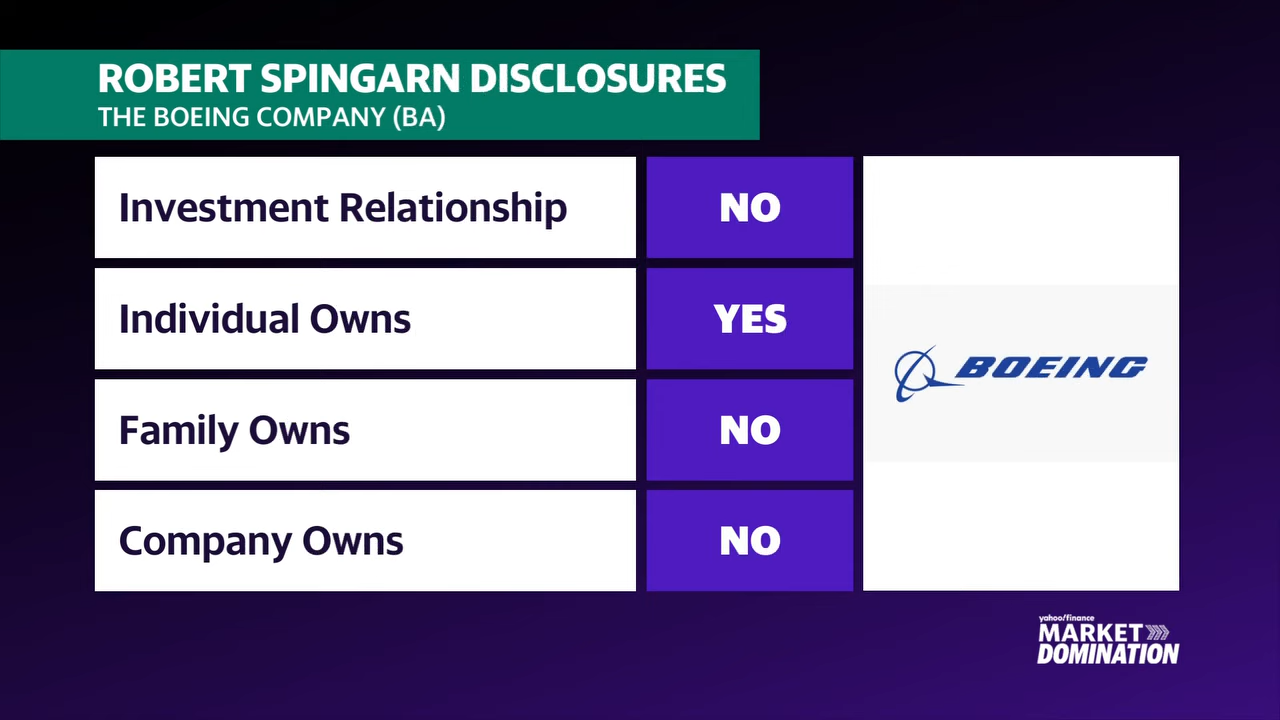 ROBERT SPINGARN DISCLOSURES
THE BOEING COMPANY (BA)
Investment Relationship NO
Individual Owns YES
Family Owns NO
Company Owns NO
BOEING
yahoo/finance
MARKET
DOMINATION